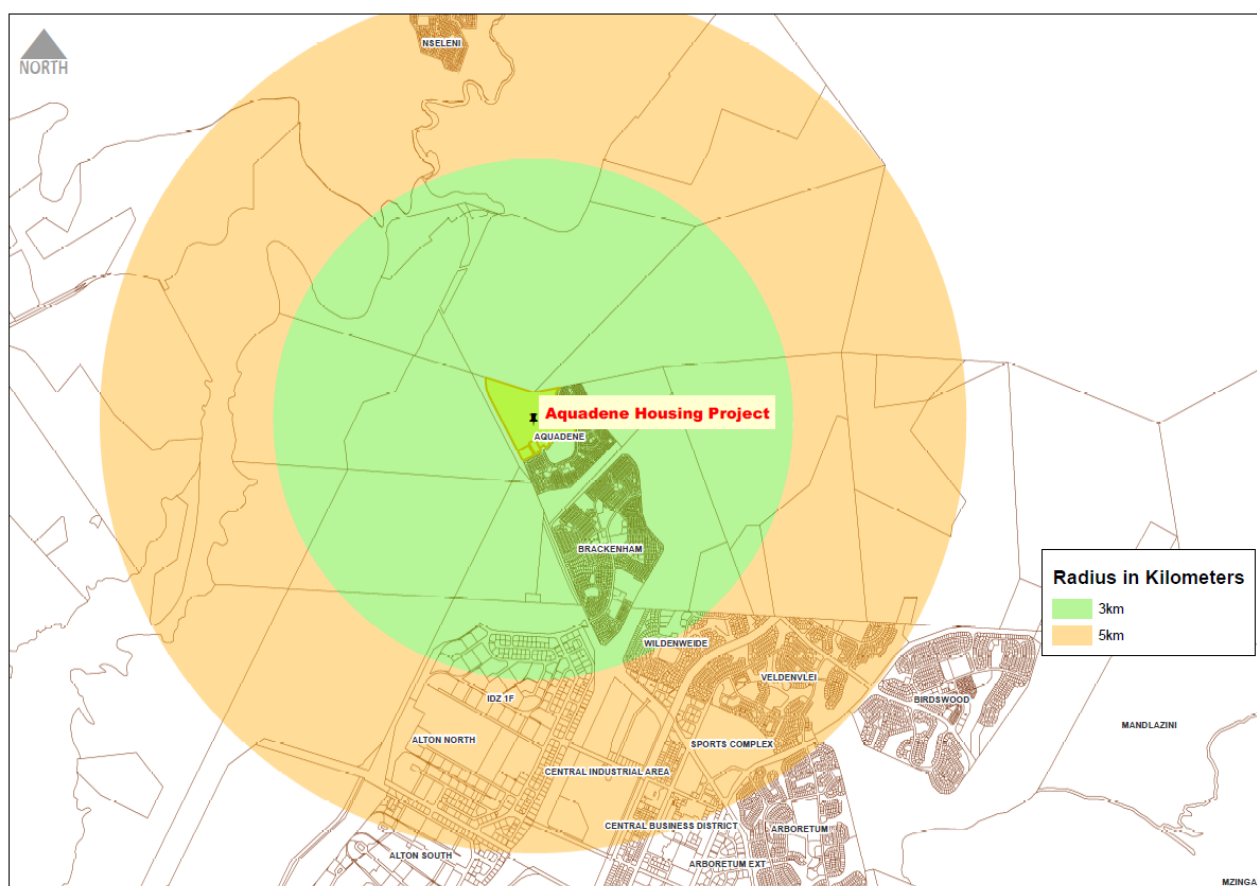 NSELENI
NORTH
Aquadene Housing Project
AQUADENE
BRACKENHAM
Radius in Kilometers
3km
5km
WILDENWEIDE
VELDENVLEI
IDZ 1F
BIRDSWOOD
MANDLAZINI
ALTON NORTH
SPORTS COMPLEX
CENTRAL INDUSTRIAL AREA
CENTRAL BUSINESS DISTRICT
ARBORETUM
ALTON SOUTH
ARBORETUM EXT
MZINGA